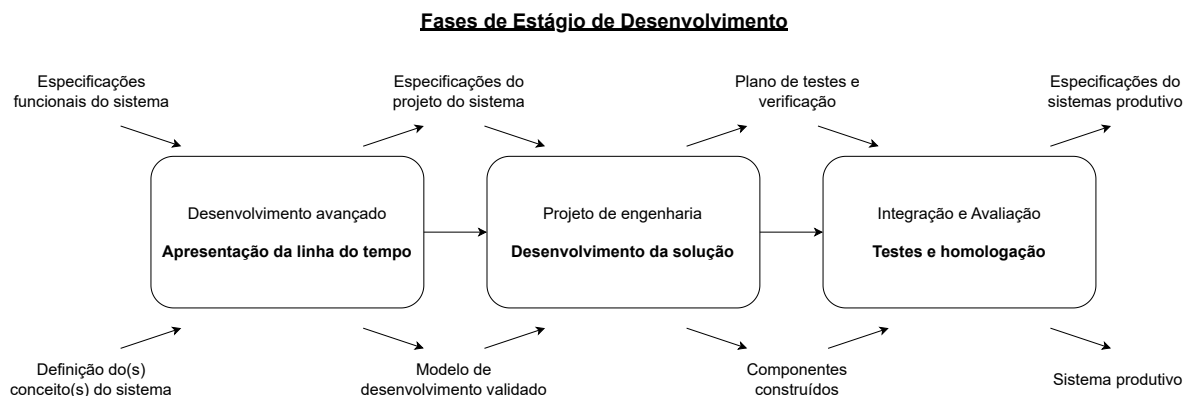 Fases de Estágio de Desenvolvimento
Especificações
funcionais do sistema
Especificações do
projeto do sistema
Plano de testes e
verificação
Especificações do
sistemas produtivo
Desenvolvimento avançado
Apresentação da linha do tempo
Projeto de engenharia
Desenvolvimento da solução
Integração e Avaliação
Testes e homologação
Definição do(s)
conceito(s) do sistema
Modelo de
desenvolvimento validado
Componentes
construídos
Sistema produtivo